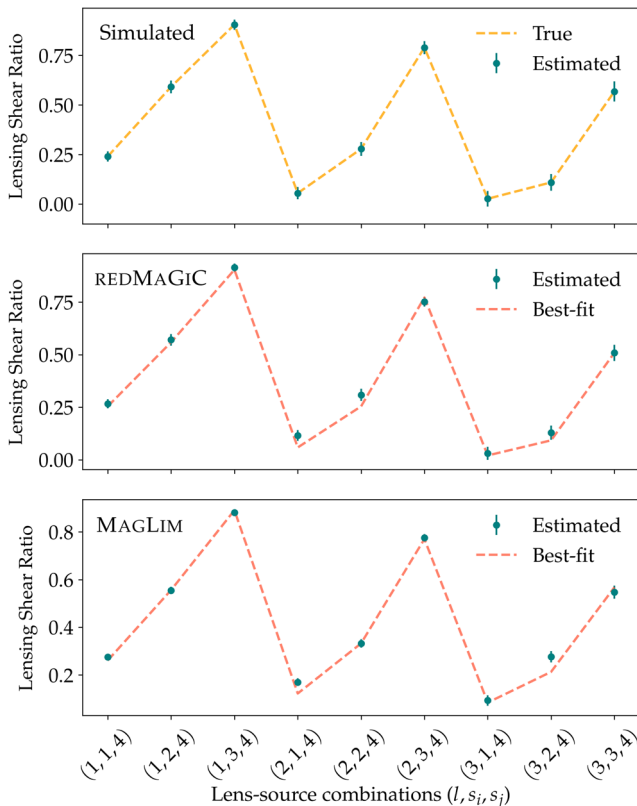 Simulated
True
Estimated
Lensing Shear Ratio
0.75
0.50
0.25
0.00
REDMAGIC
Estimated
Best-fit
Lensing Shear Ratio
0.75
0.50
0.25
0.00
MAGLIM
Estimated
Best-fit
Lensing Shear Ratio
0.8
0.6
0.4
0.2
(1, 1, 4)
(1, 2, 4)
(1, 3, 4)
(2, 1, 4)
(2, 2, 4)
(2, 3, 4)
(3, 1, 4)
(3, 2, 4)
(3, 3, 4)
Lens-source combinations (l, s_i, s_j)